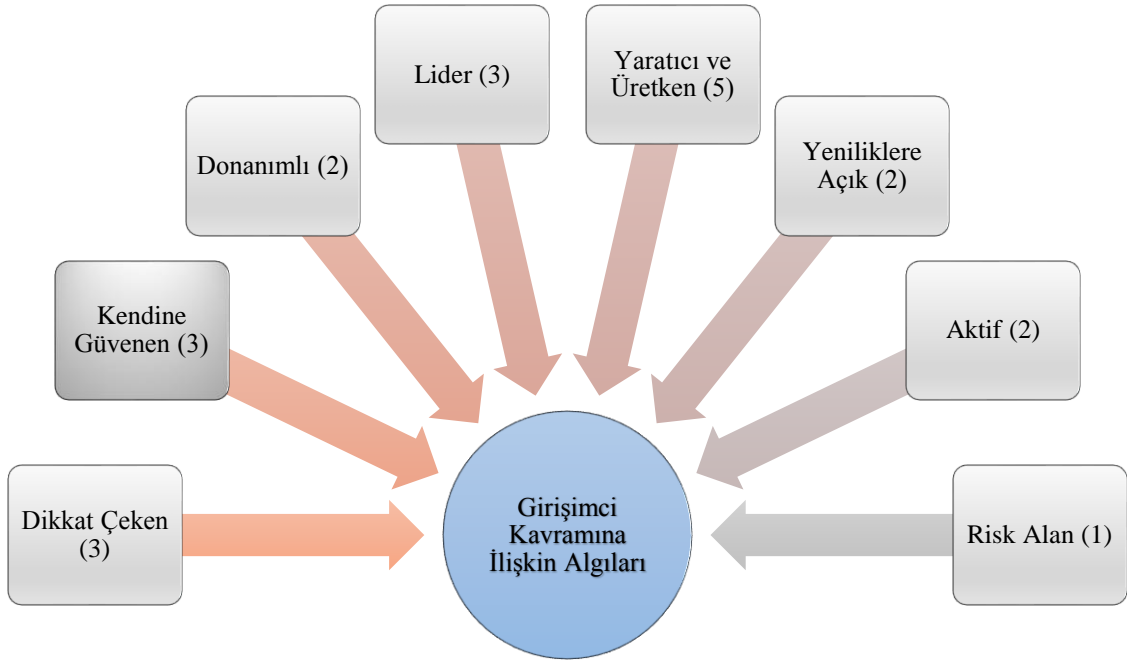 Lider (3)
Yaratıcı ve
Üretken (5)
Donanımlı (2)
Yeniliklere
Açık (2)
Kendine
Güvenen (3)
Aktif (2)
Dikkat Çeken
(3)
Girişimci
Kavramına
İlişkin Algıları
Risk Alan (1)